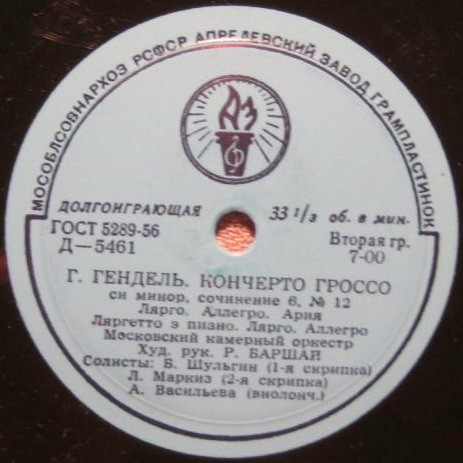 МОСОБЛСОВНАРХОЗ РСФСР АПРЕЛЕВСКИЙ ЗАВОД ГРАМПЛАСТИНОК
АЗ
ДОЛГОИГРАЮЩАЯ 33 1/3 об. в мин.
ГОСТ 5289-56 Вторая гр.
Д—5461 7-00
Г. ГЕНДЕЛЬ. КОНЧЕРТО ГРОССО
си минор, сочинение 6, № 12
Лярго. Аллегро. Ария
Ляргетто э пиано. Лярго. Аллегро
Московский камерный оркестр
Худ. рук. Р. БАРШАЙ
Солисты: Б. Шульгин (1-я скрипка)
Л. Маркиз (2-я скрипка)
А. Васильева (виолонч.)